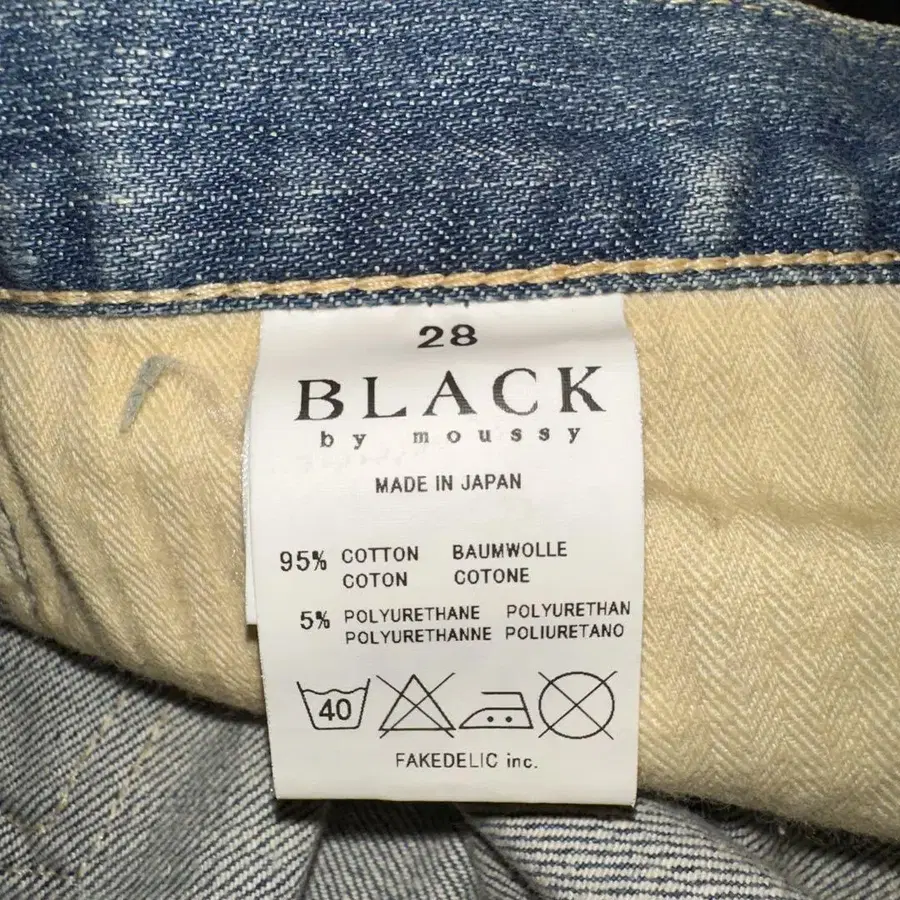 28
BLACK
by moussy
MADE IN JAPAN
95% COTTON BAUMWOLLE
COTON COTONE
5% POLYURETHANE POLYURETHAN
POLYURETHANNE POLIURETANO
40
FAKEDELIC inc.